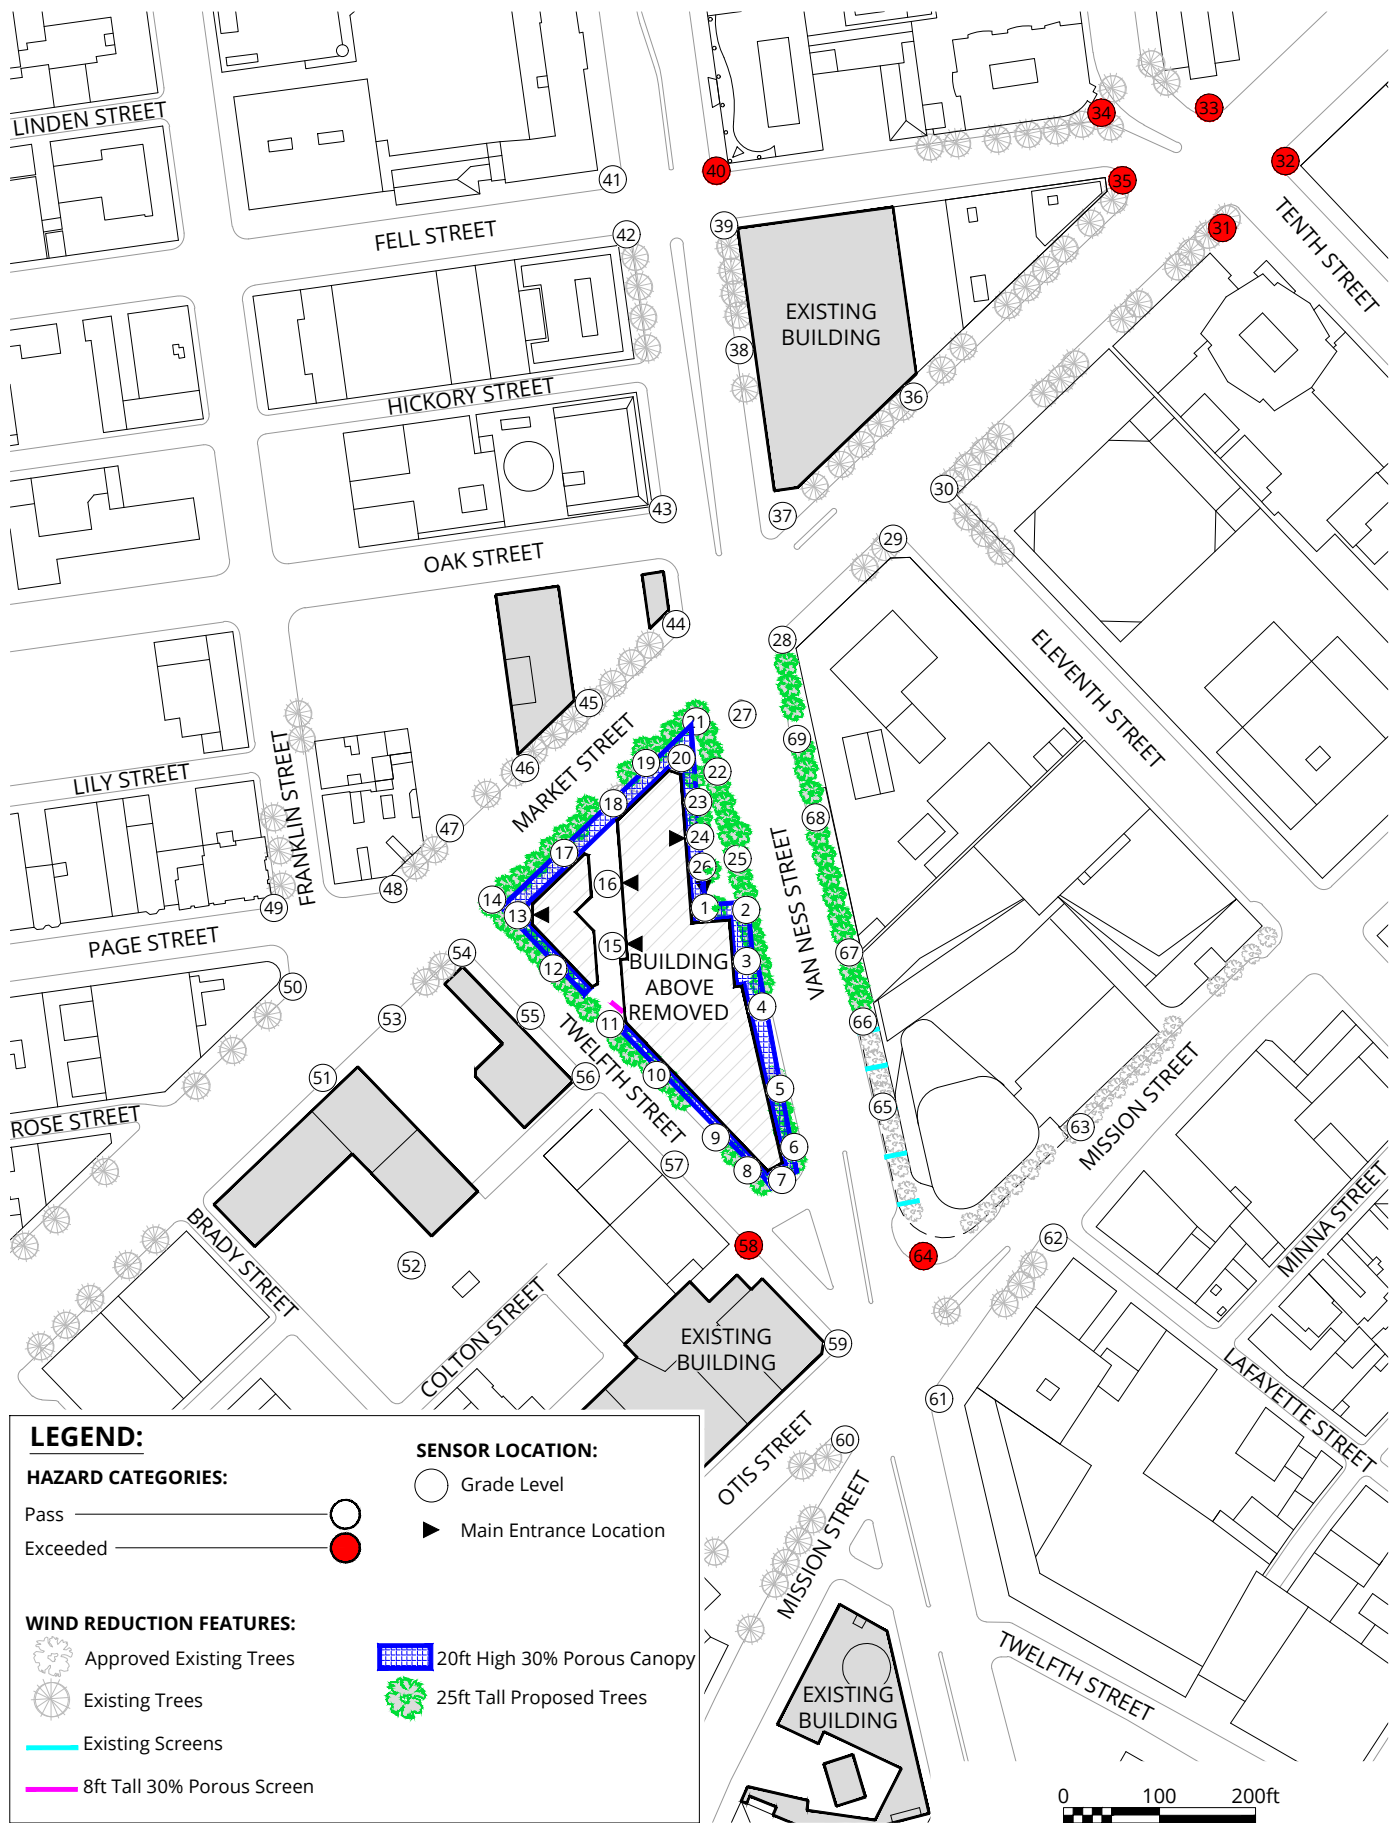 LINDEN STREET
34
33
32
40
35
41
31
TENTH STREET
39
42
FELL STREET
EXISTING
BUILDING
38
HICKORY STREET
36
30
43
37
29
OAK STREET
44
28
ELEVENTH STREET
45
21
27
MARKET STREET
69
46
19
20
22
LILY STREET
FRANKLIN STREET
18
23
68
47
24
17
25
26
VAN NESS STREET
16
48
14
49
13
1
2
PAGE STREET
15
54
67
12
3
BUILDING
ABOVE
REMOVED
50
4
53
55
11
66
TWELFTH STREET
56
51
10
5
65
ROSE STREET
63
MISSION STREET
9
6
57
8
7
MINNA STREET
BRADY STREET
62
58
64
52
COLTON STREET
EXISTING
BUILDING
59
LAFAYETTE STREET
61
OTIS STREET
60
MISSION STREET
TWELFTH STREET
EXISTING
BUILDING
LEGEND:
HAZARD CATEGORIES:
Pass
Exceeded
SENSOR LOCATION:
Grade Level
Main Entrance Location
WIND REDUCTION FEATURES:
Approved Existing Trees
Existing Trees
Existing Screens
8ft Tall 30% Porous Screen
20ft High 30% Porous Canopy
25ft Tall Proposed Trees
0 100 200ft